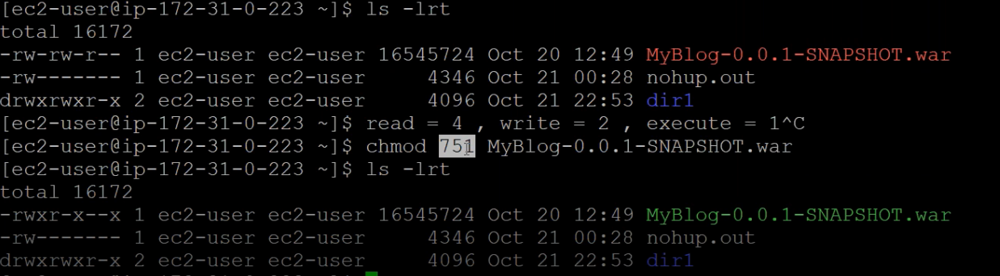 [ec2-user@ip-172-31-0-223 ~]$ ls -lrt
total 16172
-rw-rw-r-- 1 ec2-user ec2-user 16545724 Oct 20 12:49 MyBlog-0.0.1-SNAPSHOT.war
-rw------- 1 ec2-user ec2-user 4346 Oct 21 00:28 nohup.out
drwxrwxr-x 2 ec2-user ec2-user 4096 Oct 21 22:53 dir1
[ec2-user@ip-172-31-0-223 ~]$ read = 4 , write = 2 , execute = 1^C
[ec2-user@ip-172-31-0-223 ~]$ chmod 751 MyBlog-0.0.1-SNAPSHOT.war
[ec2-user@ip-172-31-0-223 ~]$ ls -lrt
total 16172
-rwxr-x--x 1 ec2-user ec2-user 16545724 Oct 20 12:49 MyBlog-0.0.1-SNAPSHOT.war
-rw------- 1 ec2-user ec2-user 4346 Oct 21 00:28 nohup.out
drwxrwxr-x 2 ec2-user ec2-user 4096 Oct 21 22:53 dir1